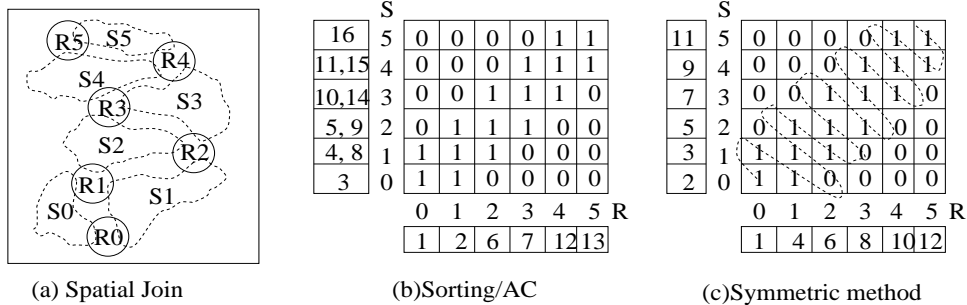 S5
R5
R4
S4
S3
R3
S2
R2
R1
S1
S0
R0
(a) Spatial Join
S
16 5 0 0 0 0 1 1
11,15 4 0 0 0 1 1 1
10,14 3 0 0 1 1 1 0
5, 9 2 0 1 1 1 0 0
4, 8 1 1 1 1 0 0 0
3 0 1 1 0 0 0 0
0 1 2 3 4 5 R
1 2 6 7 12 13
(b)Sorting/AC
S
11 5 0 0 0 0 1 1
9 4 0 0 0 1 1 1
7 3 0 0 1 1 1 0
5 2 0 1 1 1 0 0
3 1 1 1 1 0 0 0
2 0 1 1 0 0 0 0
0 1 2 3 4 5 R
1 4 6 8 10 12
(c)Symmetric method